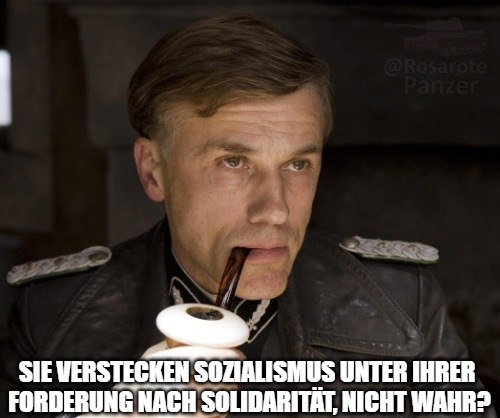 @Rosarote
Panzer
SIE VERSTECKEN SOZIALISMUS UNTER IHRER
FORDERUNG NACH SOLIDARITÄT, NICHT WAHR?